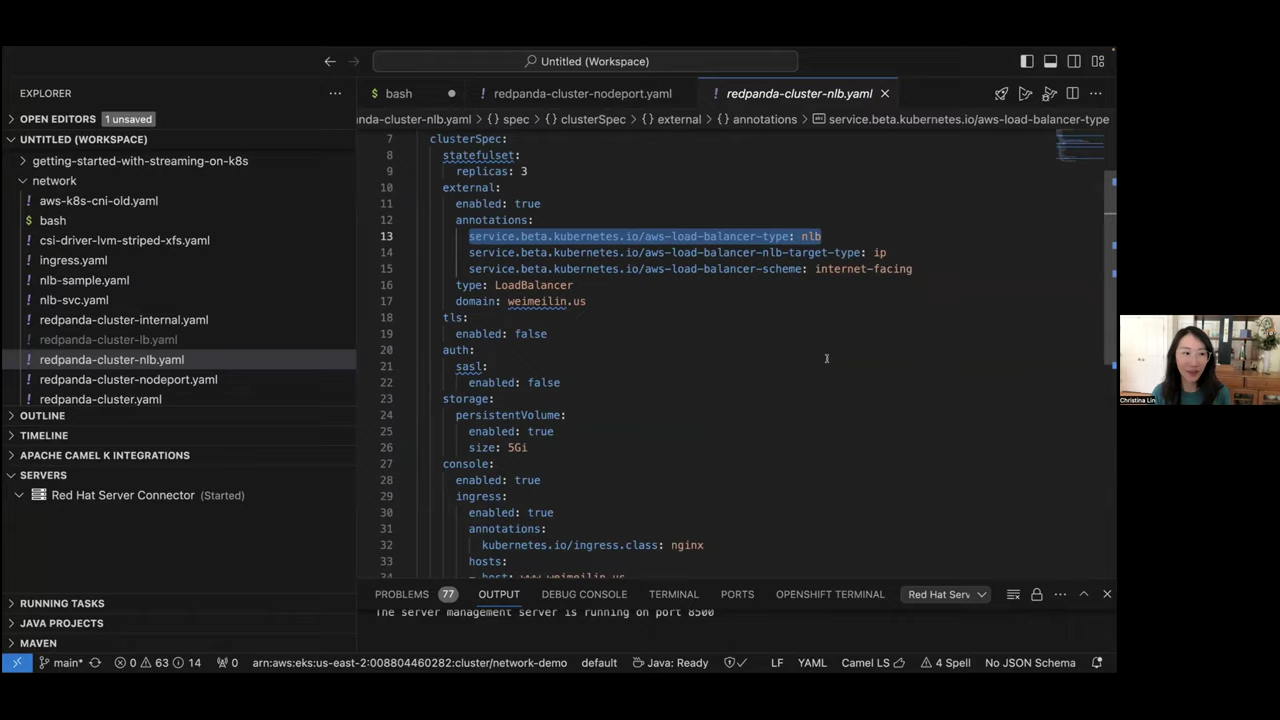 Untitled (Workspace)
EXPLORER
bash
redpanda-cluster-nodeport.yaml
redpanda-cluster-nlb.yaml
OPEN EDITORS 1 unsaved
nda-cluster-nlb.yaml > {} spec > {} clusterSpec > {} external > {} annotations > service.beta.kubernetes.io/aws-load-balancer-type
UNTITLED (WORKSPACE)
getting-started-with-streaming-on-k8s
network
aws-k8s-cni-old.yaml
bash
csi-driver-lvm-striped-xfs.yaml
ingress.yaml
nlb-sample.yaml
nlb-svc.yaml
redpanda-cluster-internal.yaml
redpanda-cluster-lb.yaml
redpanda-cluster-nlb.yaml
redpanda-cluster-nodeport.yaml
redpanda-cluster.yaml
OUTLINE
TIMELINE
APACHE CAMEL K INTEGRATIONS
SERVERS
Red Hat Server Connector (Started)
RUNNING TASKS
JAVA PROJECTS
MAVEN
7 clusterSpec:
8 statefulset:
9 replicas: 3
10 external:
11 enabled: true
12 annotations:
13 service.beta.kubernetes.io/aws-load-balancer-type: nlb
14 service.beta.kubernetes.io/aws-load-balancer-nlb-target-type: ip
15 service.beta.kubernetes.io/aws-load-balancer-scheme: internet-facing
16 type: LoadBalancer
17 domain: weimeilin.us
18 tls:
19 enabled: false
20 auth:
21 sasl:
22 enabled: false
23 storage:
24 persistentVolume:
25 enabled: true
26 size: 5Gi
27 console:
28 enabled: true
29 ingress:
30 enabled: true
31 annotations:
32 kubernetes.io/ingress.class: nginx
33 hosts:
34 - host: www.weimeilin.us
PROBLEMS 77 OUTPUT DEBUG CONSOLE TERMINAL PORTS OPENSHIFT TERMINAL Red Hat Serv
The server management server is running on port 8500
main* 0 63 14 0 arn:aws:eks:us-east-2:008804460282:cluster/network-demo default Java: Ready LF YAML Camel LS 4 Spell No JSON Schema
Christina Lin